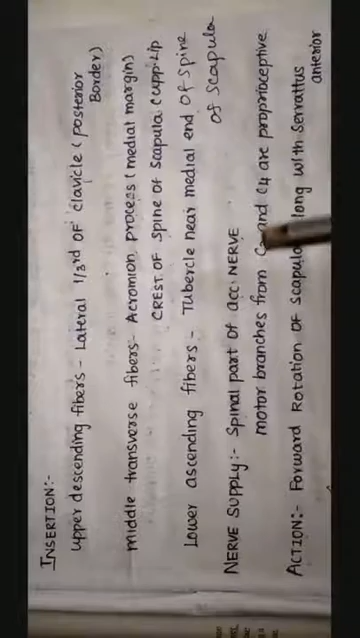 INSERTION:-
upper descending fibers - Lateral 1/3rd OF clavicle (posterior
Border)
middle transverse fibers- Acromion process (medial margin)
CREST OF Spine of Scapula (upp. Lip
Lower ascending fibers - Tubercle near medial end of spine
of scapula
NERVE SUPPLY:- Spinal part of acc. NERVE
motor branches from and C4 are proprioceptive
ACTION:- Forward Rotation OF Scapula long with Serrattus
anterior